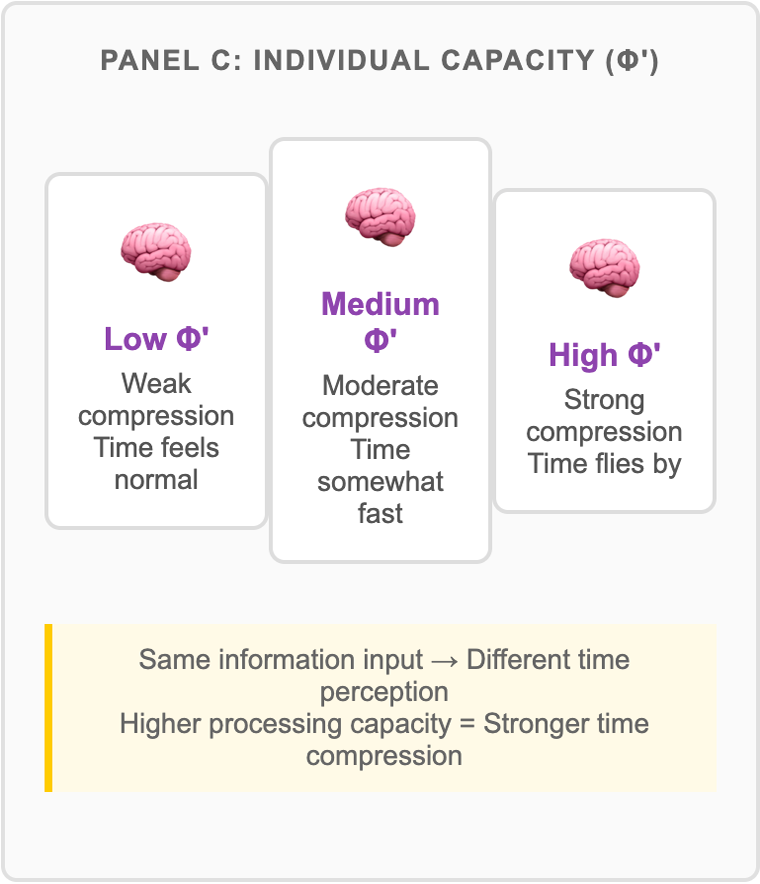 PANEL C: INDIVIDUAL CAPACITY (Φ')
Low Φ'
Weak
compression
Time feels
normal
Medium
Φ'
Moderate
compression
Time
somewhat
fast
High Φ'
Strong
compression
Time flies by
Same information input → Different time
perception
Higher processing capacity = Stronger time
compression